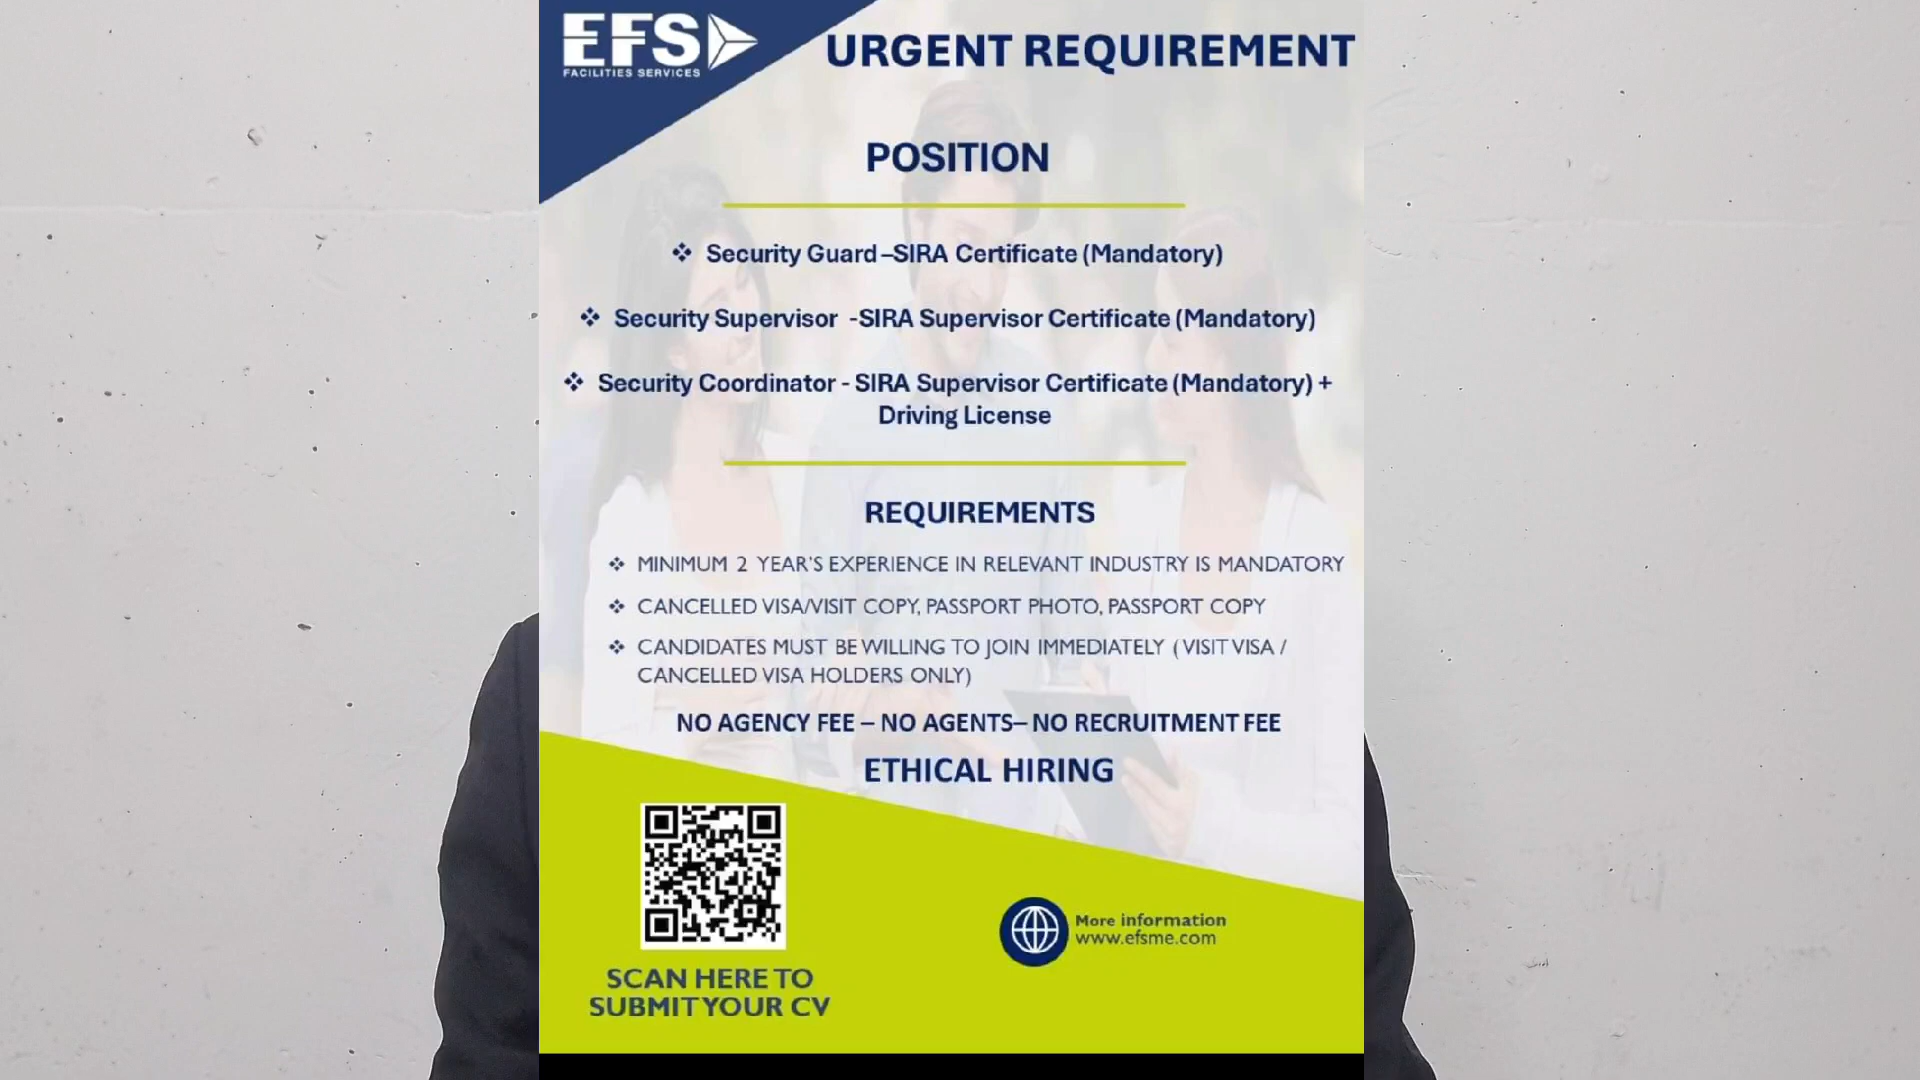 EFS
FACILITIES SERVICES
URGENT REQUIREMENT
POSITION
❖ Security Guard –SIRA Certificate (Mandatory)
❖ Security Supervisor -SIRA Supervisor Certificate (Mandatory)
❖ Security Coordinator - SIRA Supervisor Certificate (Mandatory) +
Driving License
REQUIREMENTS
❖ MINIMUM 2 YEAR'S EXPERIENCE IN RELEVANT INDUSTRY IS MANDATORY
❖ CANCELLED VISA/VISIT COPY, PASSPORT PHOTO, PASSPORT COPY
❖ CANDIDATES MUST BE WILLING TO JOIN IMMEDIATELY ( VISIT VISA /
CANCELLED VISA HOLDERS ONLY)
NO AGENCY FEE – NO AGENTS– NO RECRUITMENT FEE
ETHICAL HIRING
SCAN HERE TO
SUBMIT YOUR CV
More information
www.efsme.com